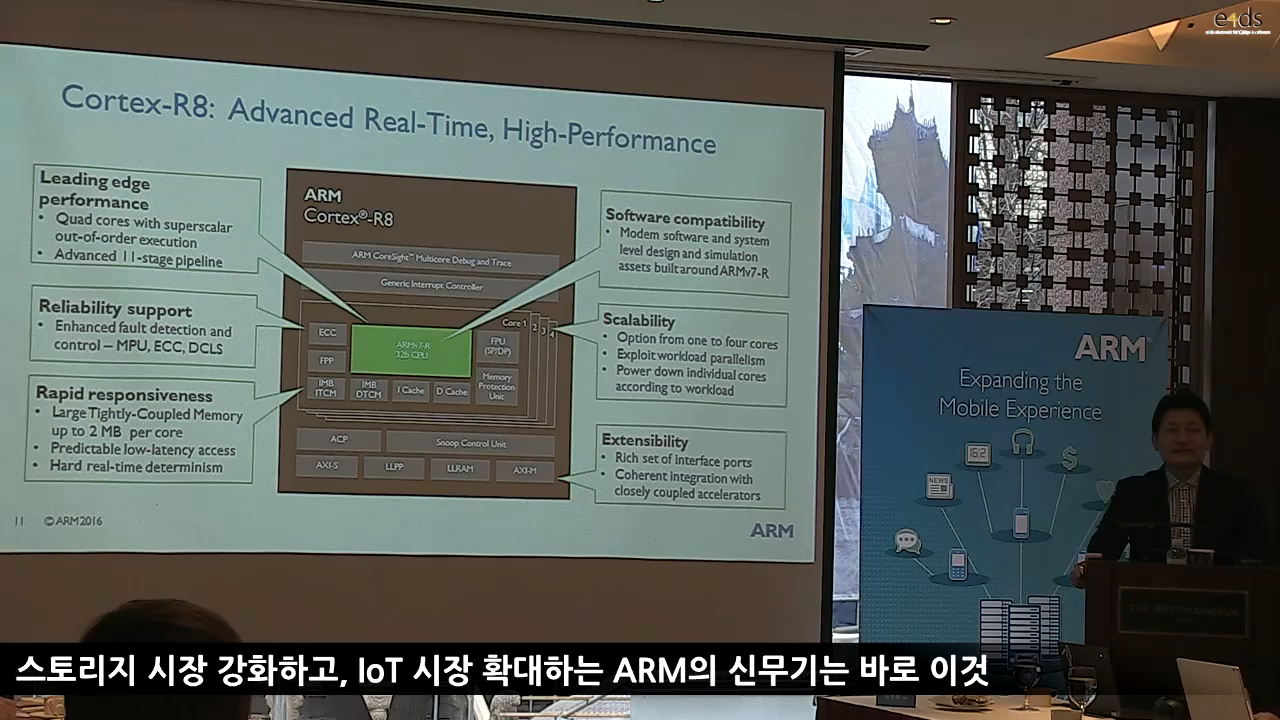 e4ds
Cortex-R8: Advanced Real-Time, High-Performance
Leading edge
performance
• Quad cores with superscalar
out-of-order execution
• Advanced 11-stage pipeline
Reliability support
• Enhanced fault detection and
control – MPU, ECC, DCLS
Rapid responsiveness
• Large Tightly-Coupled Memory
up to 2 MB per core
• Predictable low-latency access
• Hard real-time determinism
ARM
Cortex®-R8
ARM CoreSight™ Multicore Debug and Trace
Generic Interrupt Controller
Core 1 2 3 4
ECC
ARMv7-R
32b CPU
FPU
(SP/DP)
FPP
IMB
ITCM
IMB
DTCM
I Cache
D Cache
Memory
Protection
Unit
ACP
Snoop Control Unit
AXI-S
LLPP
LLRAM
AXI-M
Software compatibility
• Modem software and system
level design and simulation
assets built around ARMv7-R
Scalability
• Option from one to four cores
• Exploit workload parallelism
• Power down individual cores
according to workload
Extensibility
• Rich set of interface ports
• Coherent integration with
closely coupled accelerators
11 ©ARM2016
ARM
ARM
Expanding the
Mobile Experience
16.2
$
NEWS
스토리지 시장 강화하고, IoT 시장 확대하는 ARM의 신무기는 바로 이것